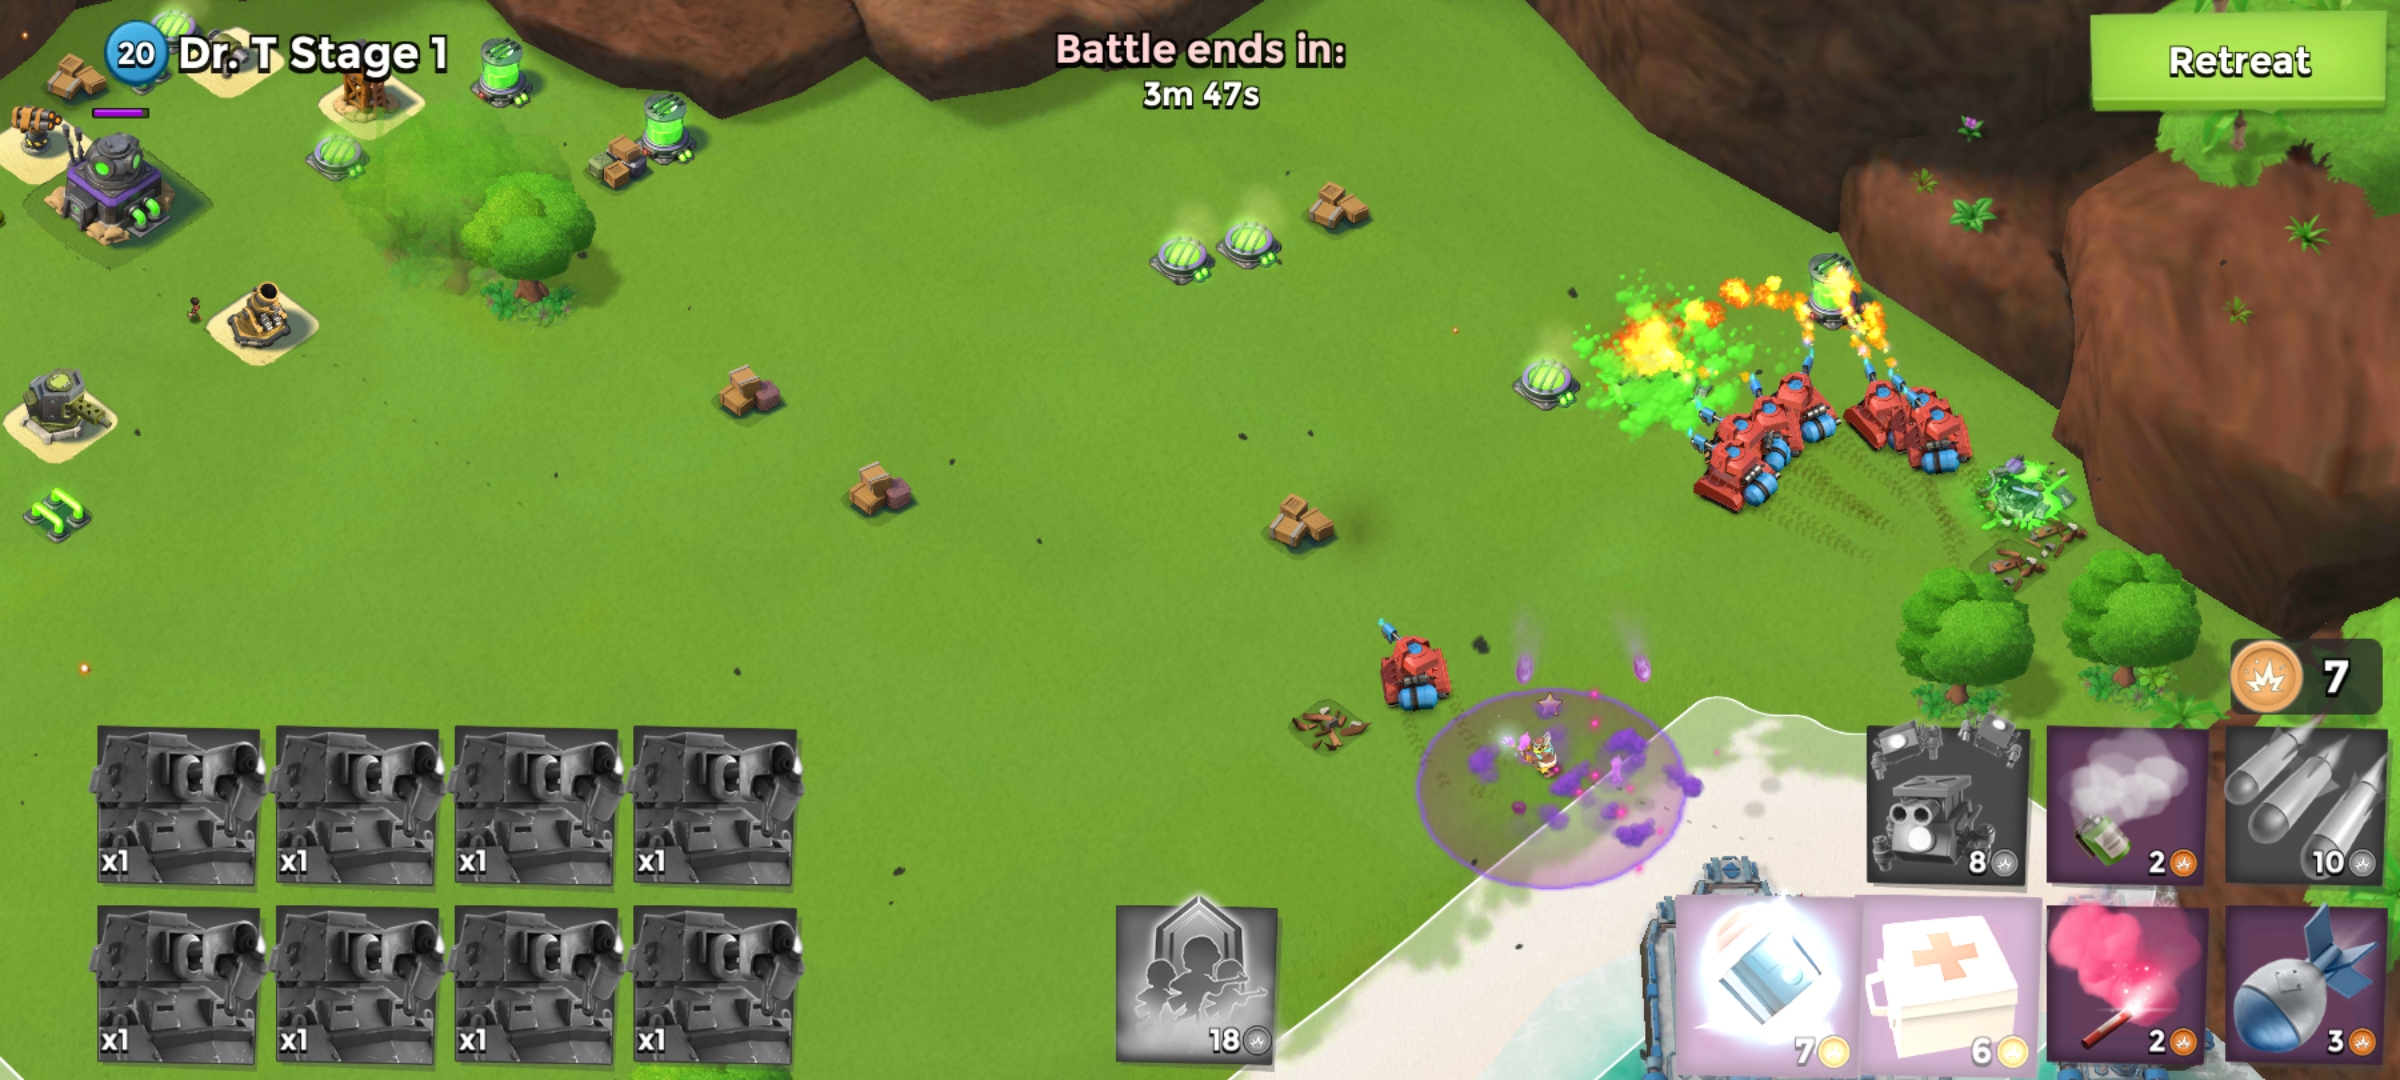 20 Dr. T Stage 1
Battle ends in:
3m 47s
Retreat
7
x1 x1 x1 x1
8 2 10
x1 x1 x1 x1
18 7 6 2 3